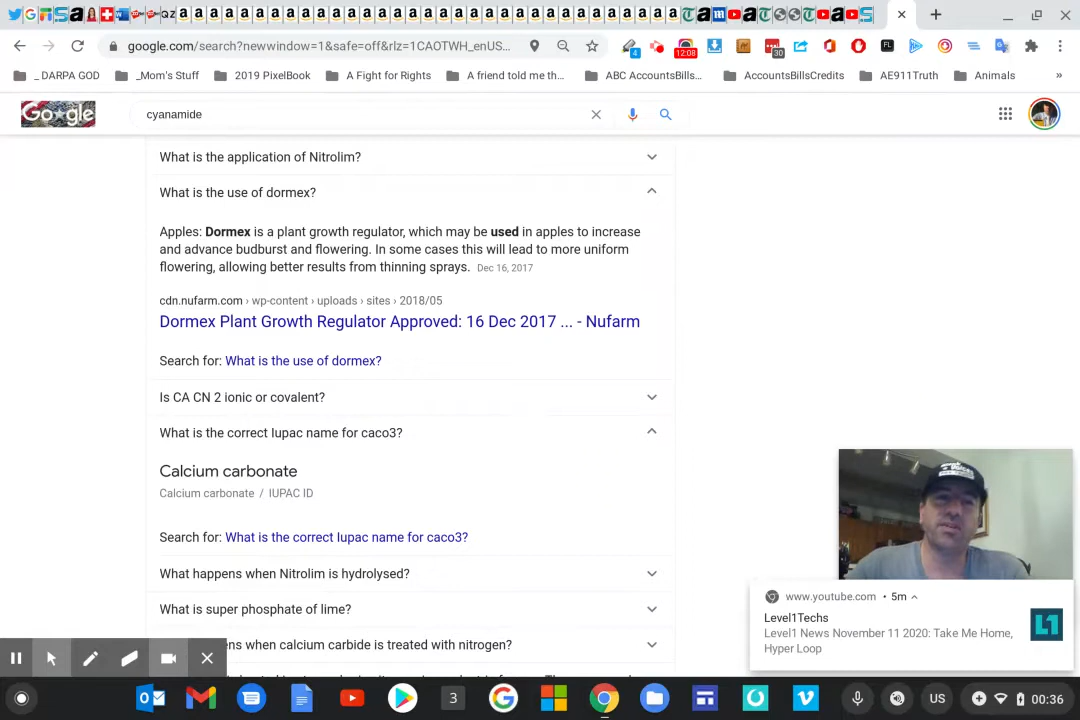 google.com/search?newwindow=1&safe=off&rlz=1CAOTWH_enUS...
_ DARPA GOD
_Mom's Stuff
2019 PixelBook
A Fight for Rights
A friend told me th...
ABC AccountsBills...
AccountsBillsCredits
AE911Truth
Animals
»
Google
cyanamide
What is the application of Nitrolim?
What is the use of dormex?
Apples: Dormex is a plant growth regulator, which may be used in apples to increase
and advance budburst and flowering. In some cases this will lead to more uniform
flowering, allowing better results from thinning sprays. Dec 16, 2017
cdn.nufarm.com › wp-content › uploads › sites › 2018/05
Dormex Plant Growth Regulator Approved: 16 Dec 2017 ... - Nufarm
Search for: What is the use of dormex?
Is CA CN 2 ionic or covalent?
What is the correct Iupac name for caco3?
Calcium carbonate
Calcium carbonate / IUPAC ID
Search for: What is the correct Iupac name for caco3?
What happens when Nitrolim is hydrolysed?
What is super phosphate of lime?
ens when calcium carbide is treated with nitrogen?
www.youtube.com • 5m
Level1Techs
Level1 News November 11 2020: Take Me Home,
Hyper Loop
L1
3
US
00:36